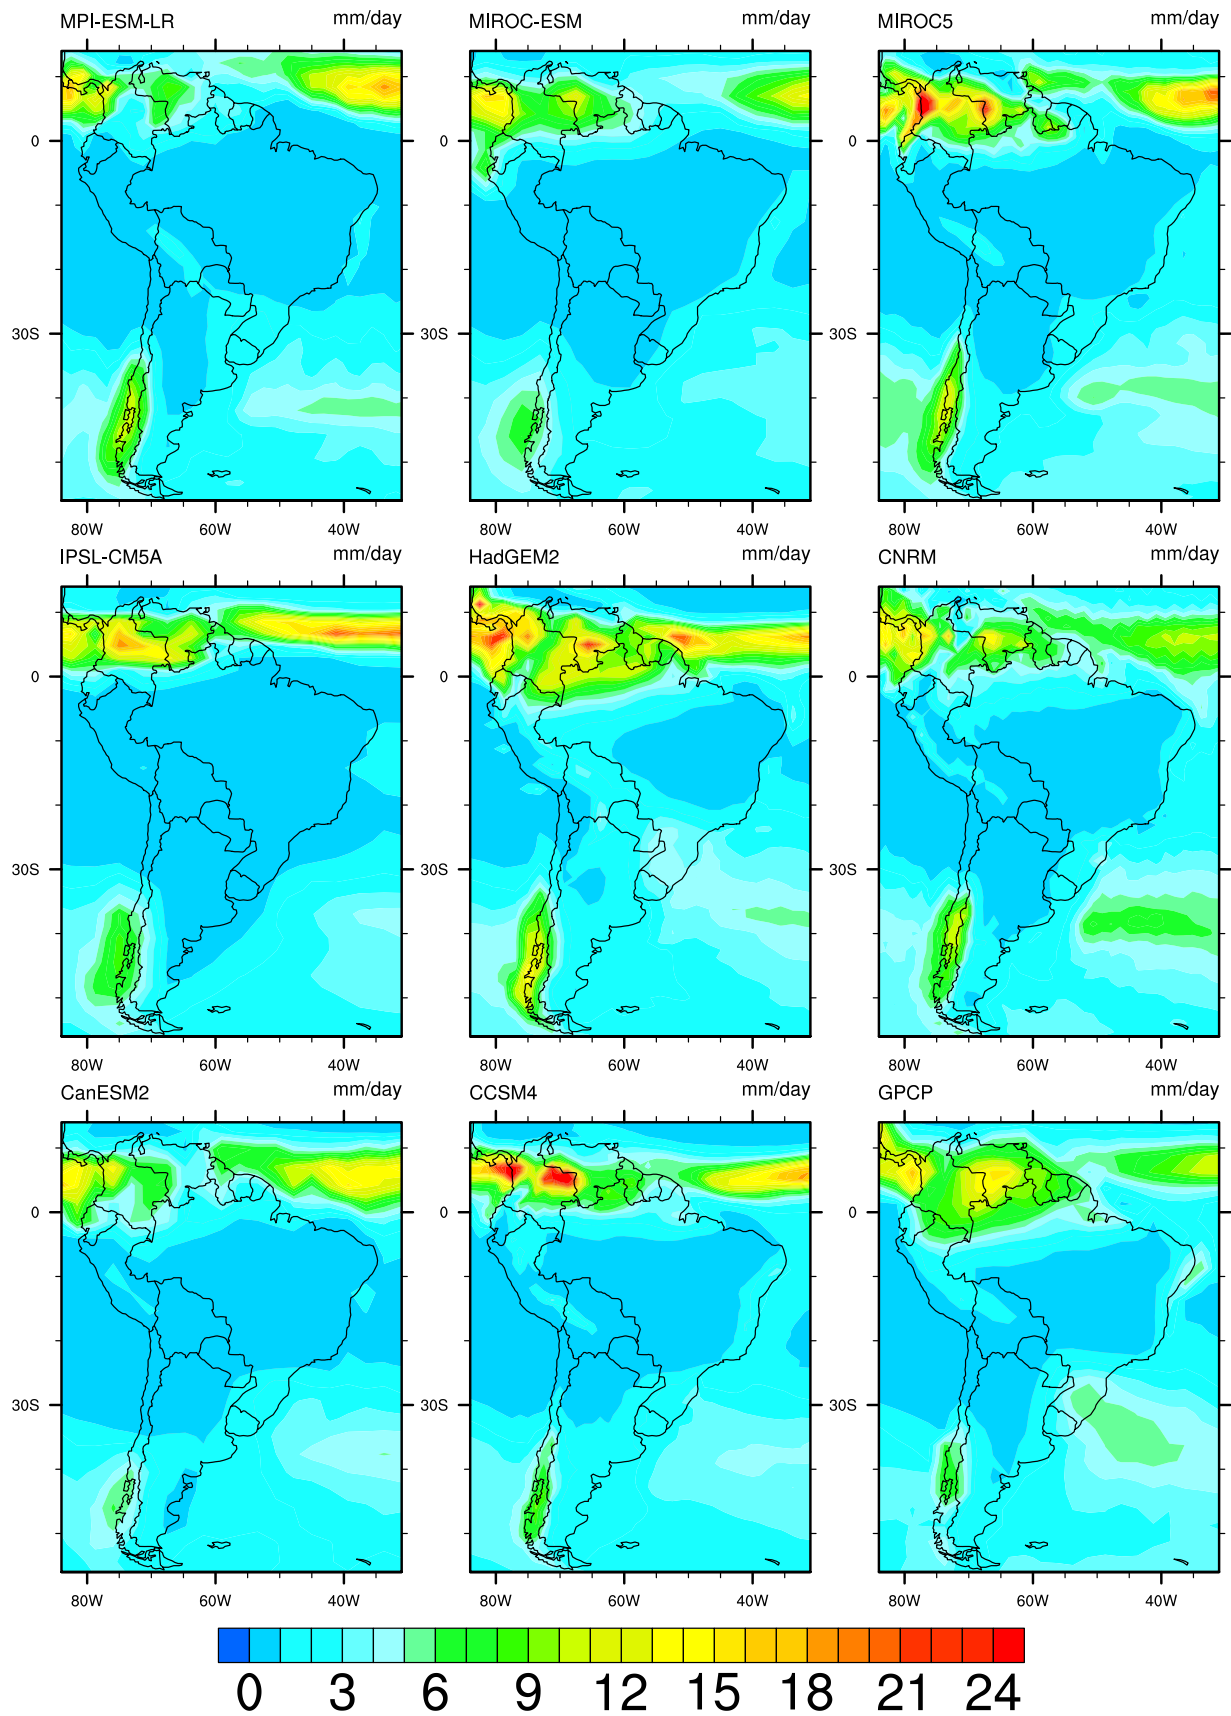 MPI-ESM-LR mm/day MIROC-ESM mm/day MIROC5 mm/day
0 0 0
30S 30S 30S
80W 60W 40W 80W 60W 40W 80W 60W 40W
IPSL-CM5A mm/day HadGEM2 mm/day CNRM mm/day
0 0 0
30S 30S 30S
80W 60W 40W 80W 60W 40W 80W 60W 40W
CanESM2 mm/day CCSM4 mm/day GPCP mm/day
0 0 0
30S 30S 30S
80W 60W 40W 80W 60W 40W 80W 60W 40W
0 3 6 9 12 15 18 21 24